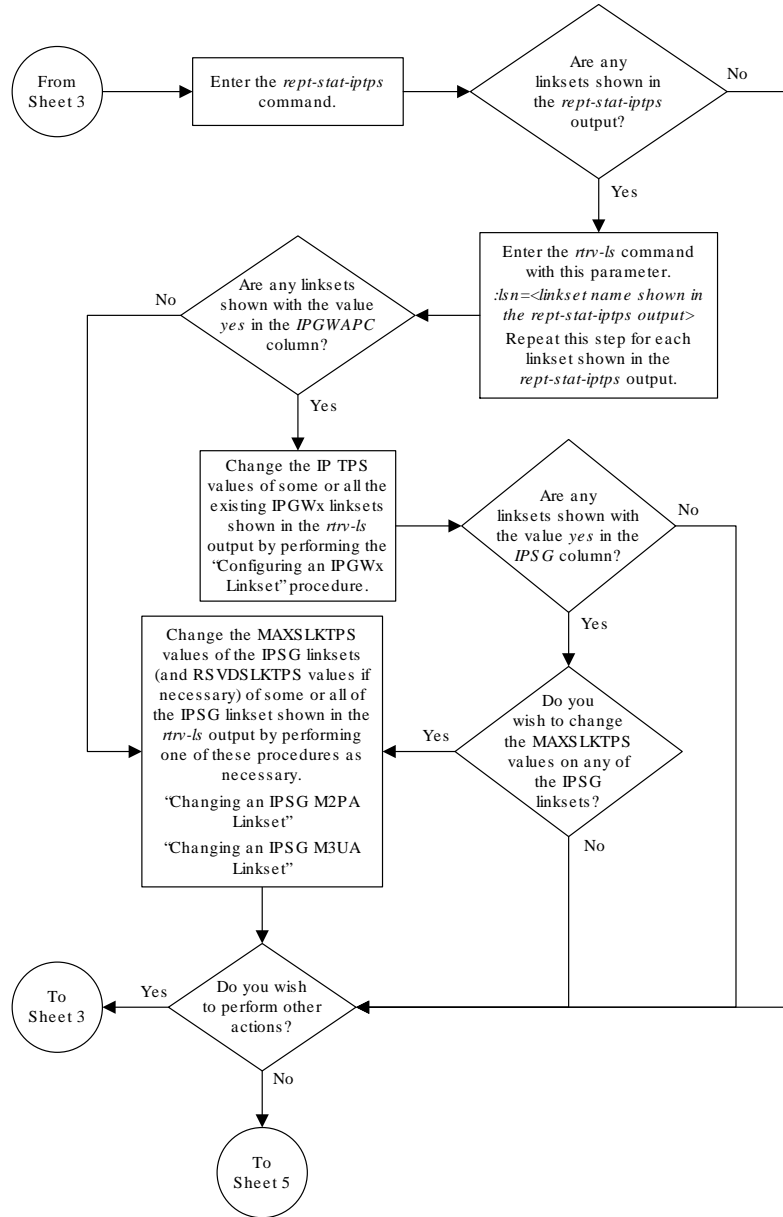 From
Sheet 3
Enter the rept-stat-iptps
command.
Are any
linksets shown in
the rept-stat-iptps
output?
No
Yes
Enter the rtrv-ls command
with this parameter.
:lsn=<linkset name shown in
the rept-stat-iptps output>
Repeat this step for each
linkset shown in the
rept-stat-iptps output.
Are any linksets
shown with the value
yes in the IPGWAPC
column?
No
Yes
Change the IP TPS
values of some or all the
existing IPGWx linksets
shown in the rtrv-ls
output by performing the
“Configuring an IPGWx
Linkset” procedure.
Are any
linksets shown with
the value yes in the
IPSG column?
No
Yes
Change the MAXSLKTPS
values of the IPSG linksets
(and RSVDSLKTPS values if
necessary) of some or all of
the IPSG linkset shown in the
rtrv-ls output by performing
one of these procedures as
necessary.
“Changing an IPSG M2PA
Linkset”
“Changing an IPSG M3UA
Linkset”
Do you
wish to change
the MAXSLKTPS
values on any of
the IPSG
linksets?
Yes
No
Do you wish
to perform other
actions?
Yes
To
Sheet 3
No
To
Sheet 5